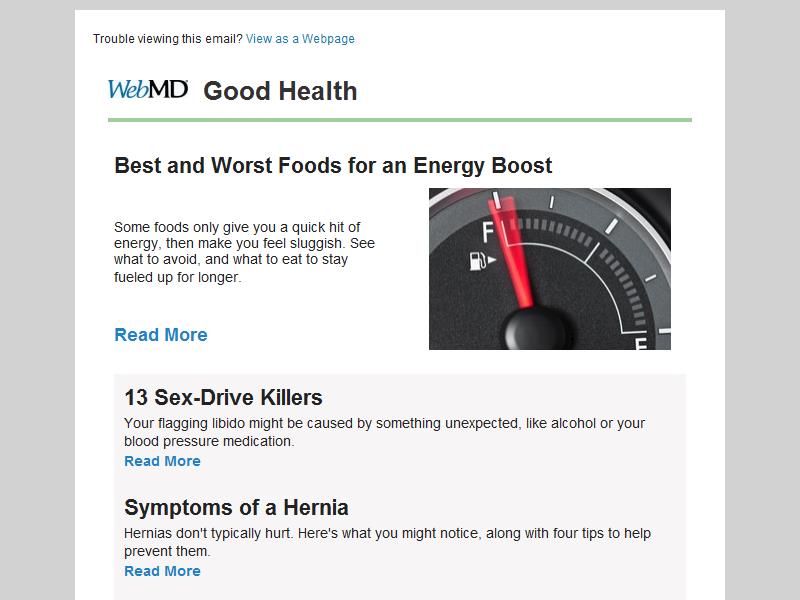 Trouble viewing this email? View as a Webpage
WebMD Good Health
Best and Worst Foods for an Energy Boost
Some foods only give you a quick hit of
energy, then make you feel sluggish. See
what to avoid, and what to eat to stay
fueled up for longer.
Read More
F
E
13 Sex-Drive Killers
Your flagging libido might be caused by something unexpected, like alcohol or your
blood pressure medication.
Read More
Symptoms of a Hernia
Hernias don't typically hurt. Here's what you might notice, along with four tips to help
prevent them.
Read More